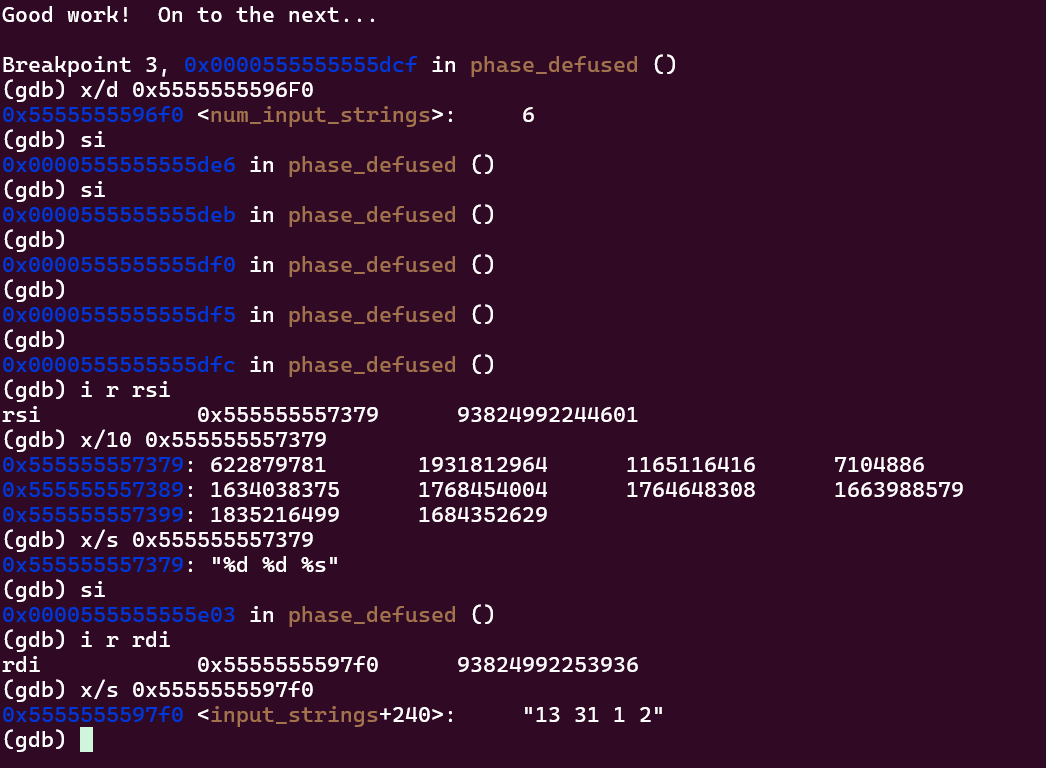 Good work!  On to the next...
Breakpoint 3, 0x0000555555555dcf in phase_defused ()
(gdb) x/d 0x5555555596F0
0x5555555596f0 <num_input_strings>:     6
(gdb) si
0x0000555555555de6 in phase_defused ()
(gdb) si
0x0000555555555deb in phase_defused ()
(gdb)
0x0000555555555df0 in phase_defused ()
(gdb)
0x0000555555555df5 in phase_defused ()
(gdb)
0x0000555555555dfc in phase_defused ()
(gdb) i r rsi
rsi            0x555555557379      93824992244601
(gdb) x/10 0x555555557379
0x555555557379: 622879781       1931812964      1165116416      7104886
0x555555557389: 1634038375      1768454004      1764648308      1663988579
0x555555557399: 1835216499      1684352629
(gdb) x/s 0x555555557379
0x555555557379: "%d %d %s"
(gdb) si
0x0000555555555e03 in phase_defused ()
(gdb) i r rdi
rdi            0x5555555597f0      93824992253936
(gdb) x/s 0x5555555597f0
0x5555555597f0 <input_strings+240>:     "13 31 1 2"
(gdb)